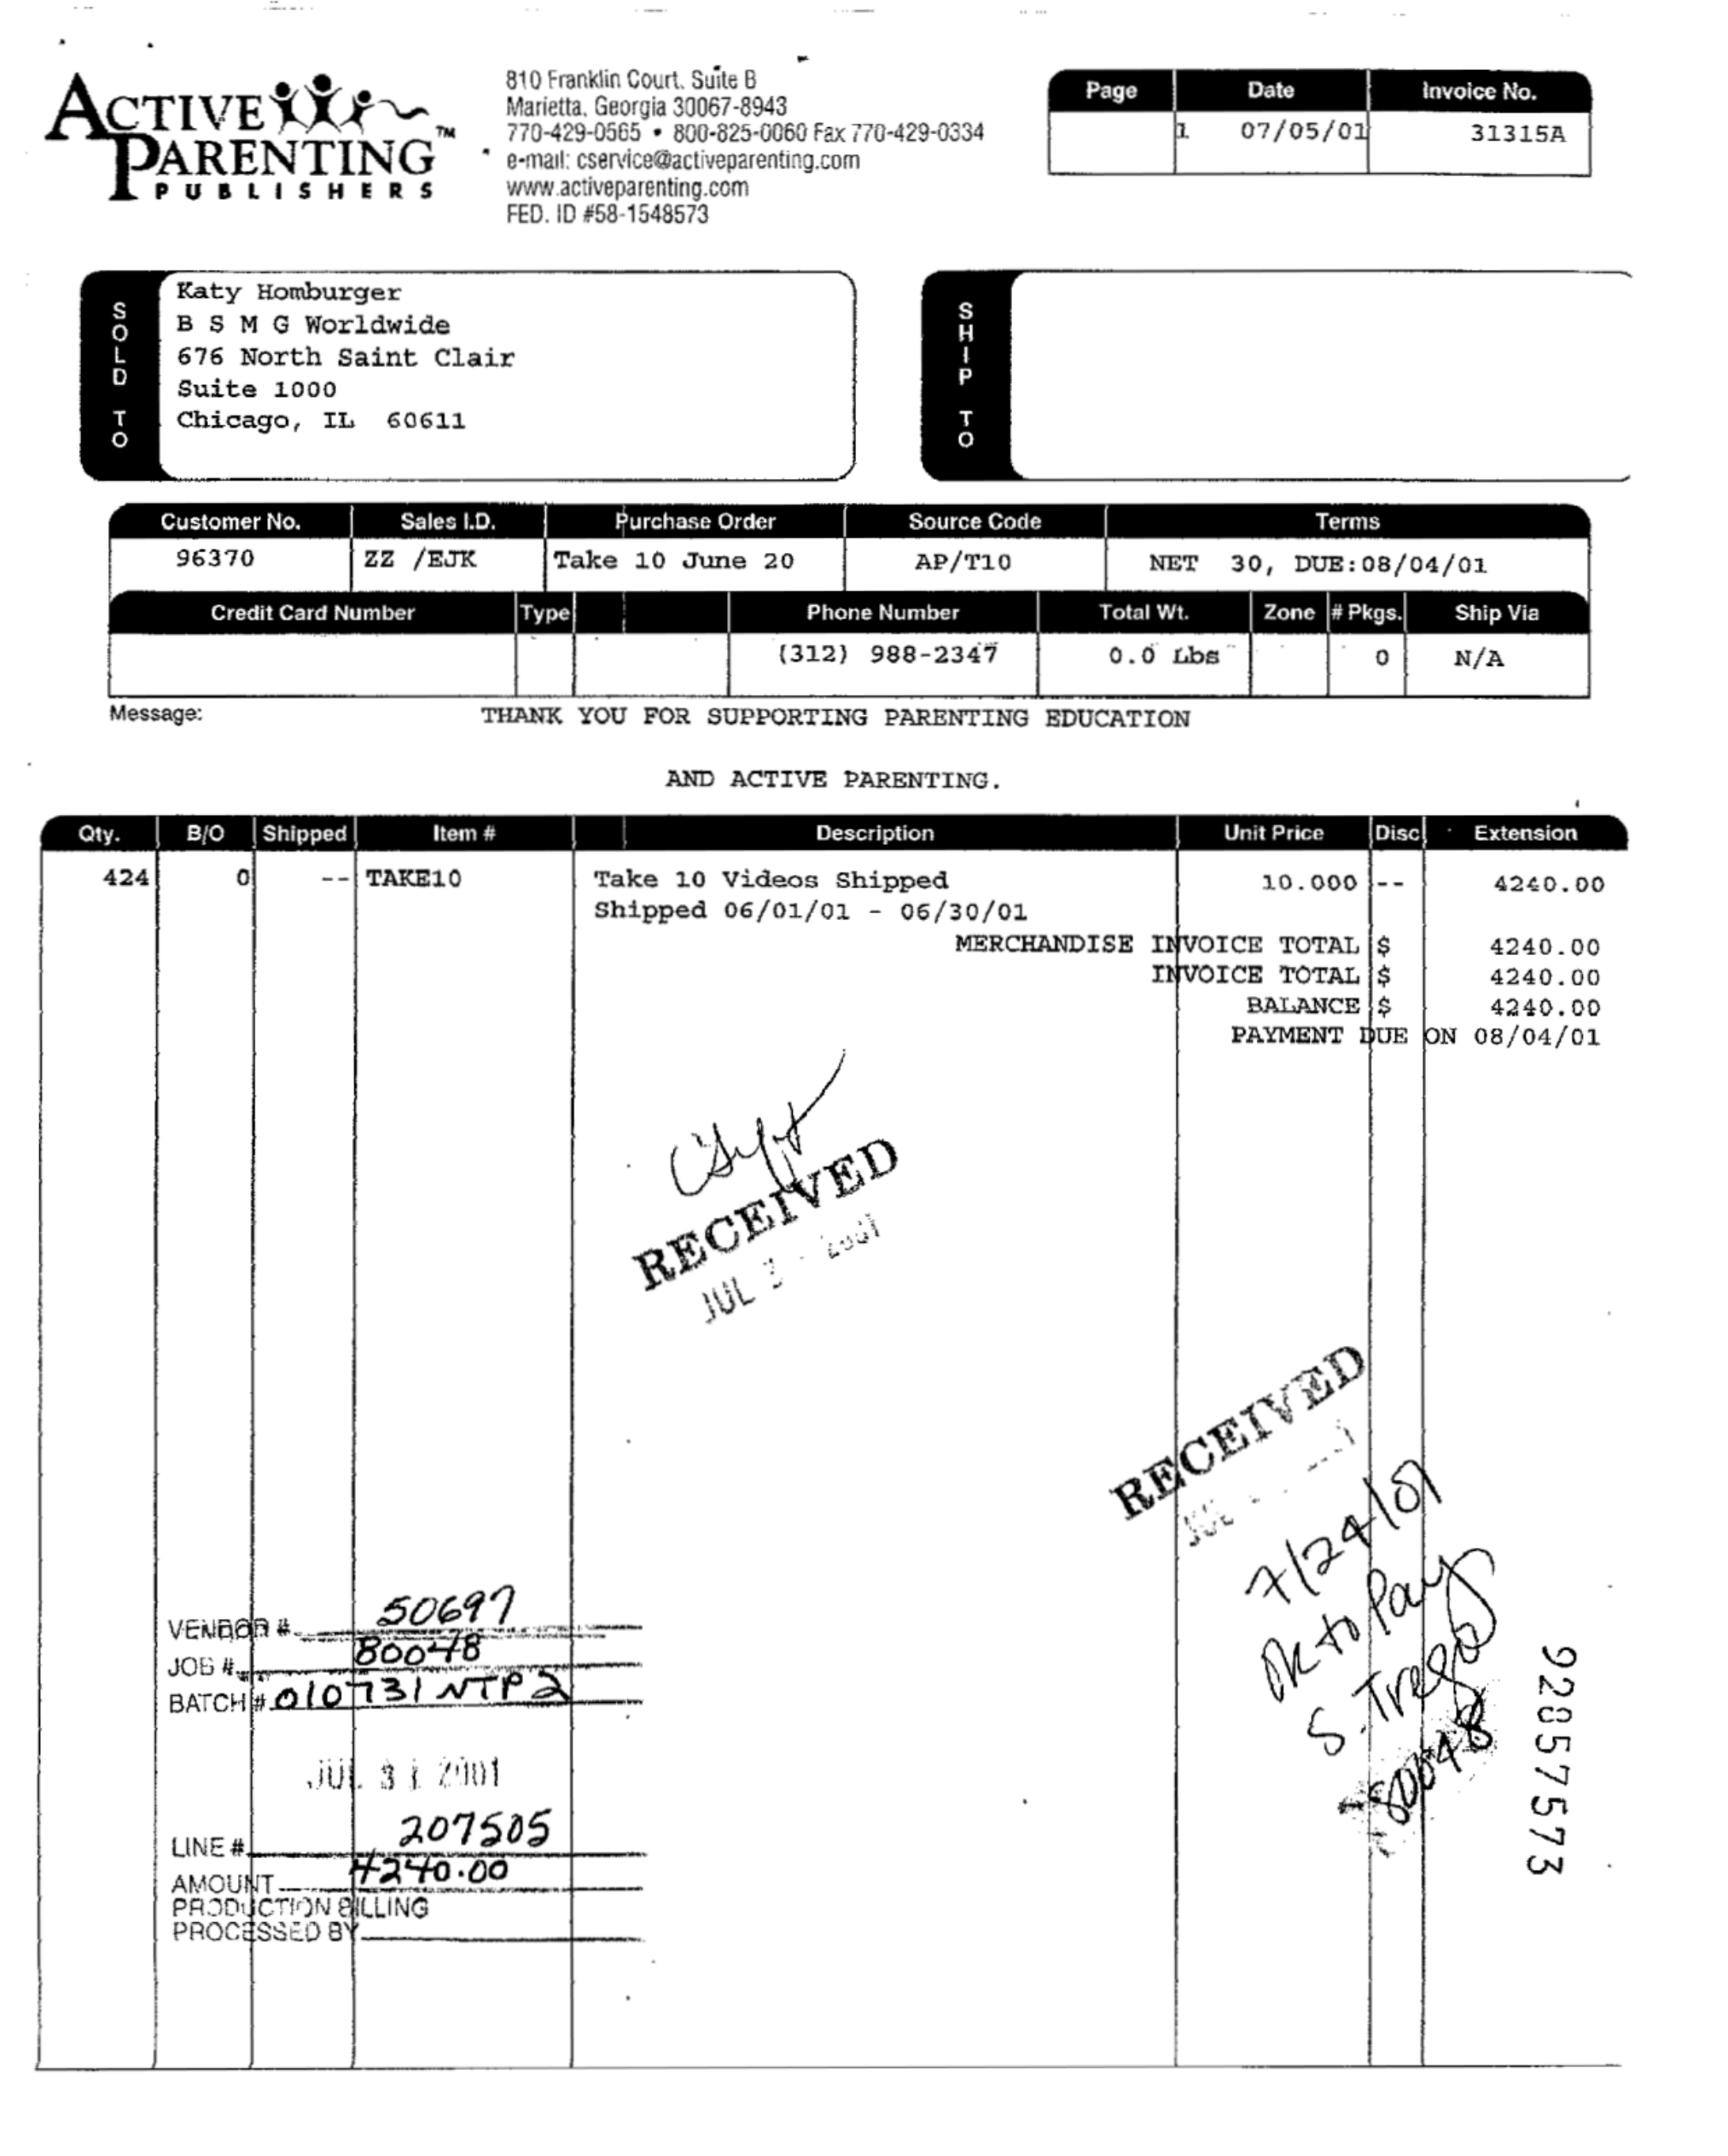 ACTIVE
PARENTING™
PUBLISHERS
810 Franklin Court, Suite B
Marietta, Georgia 30067-8943
770-429-0565 • 800-825-0060 Fax 770-429-0334
e-mail: cservice@activeparenting.com
www.activeparenting.com
FED. ID #58-1548573
Page Date Invoice No.
1 07/05/01 31315A
SOLD TO
Katy Homburger
B S M G Worldwide
676 North Saint Clair
Suite 1000
Chicago, IL 60611
SHIP TO
Customer No. Sales I.D. Purchase Order Source Code Terms
96370 ZZ /EJK Take 10 June 20 AP/T10 NET 30, DUE:08/04/01
Credit Card Number Type Phone Number Total Wt. Zone # Pkgs. Ship Via
(312) 988-2347 0.0 Lbs 0 N/A
Message: THANK YOU FOR SUPPORTING PARENTING EDUCATION
AND ACTIVE PARENTING.
Qty. B/O Shipped Item # Description Unit Price Disc Extension
424 0 -- TAKE10 Take 10 Videos Shipped 10.000 -- 4240.00
Shipped 06/01/01 - 06/30/01
MERCHANDISE INVOICE TOTAL $ 4240.00
INVOICE TOTAL $ 4240.00
BALANCE $ 4240.00
PAYMENT DUE ON 08/04/01
RECEIVED
JUL 2001
RECEIVED
7/24/01
OK to Pay
S. Trego
80048
VENDOR # 50697
JOB # 80048
BATCH # 010731 NTP2
JUL 31 2001
LINE # 207505
AMOUNT 4240.00
PRODUCTION BILLING
PROCESSED BY
92057573